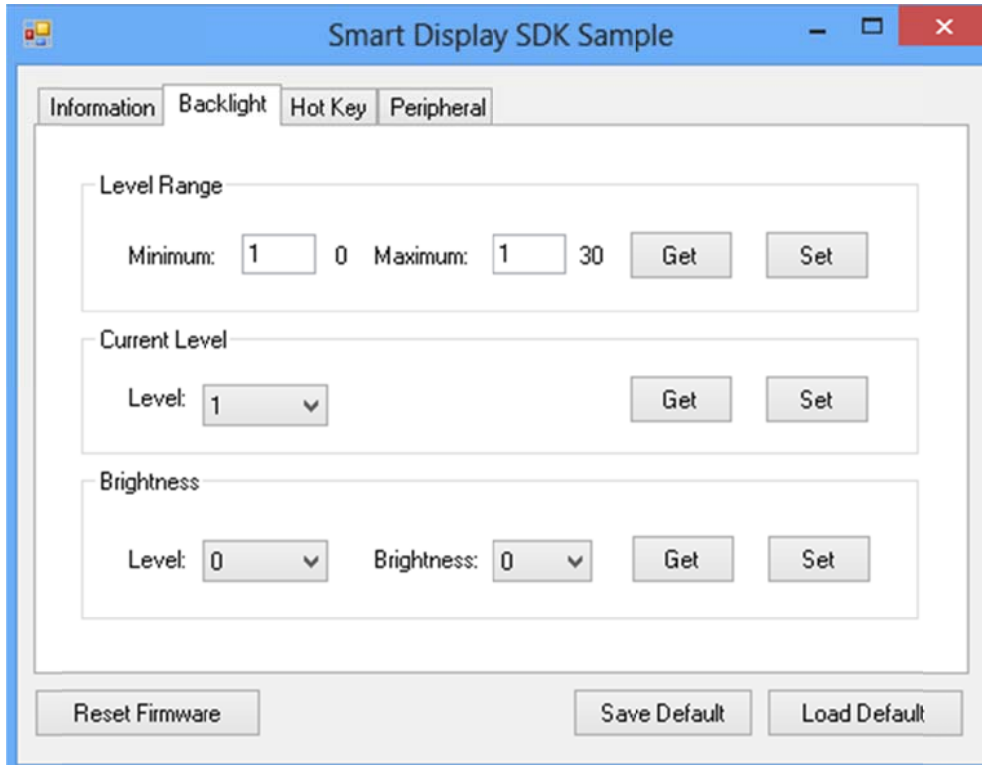 Smart Display SDK Sample
Information Backlight Hot Key Peripheral
Level Range
Minimum: 1 0 Maximum: 1 30 Get Set
Current Level
Level: 1 Get Set
Brightness
Level: 0 Brightness: 0 Get Set
Reset Firmware Save Default Load Default